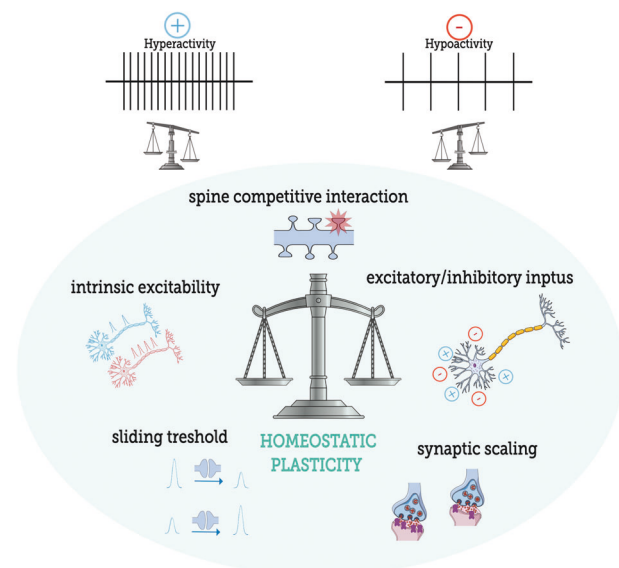 +
Hyperactivity
-
Hypoactivity
spine competitive interaction
excitatory/inhibitory inptus
intrinsic excitability
+
-
-
+
+
-
sliding treshold
HOMEOSTATIC
PLASTICITY
synaptic scaling